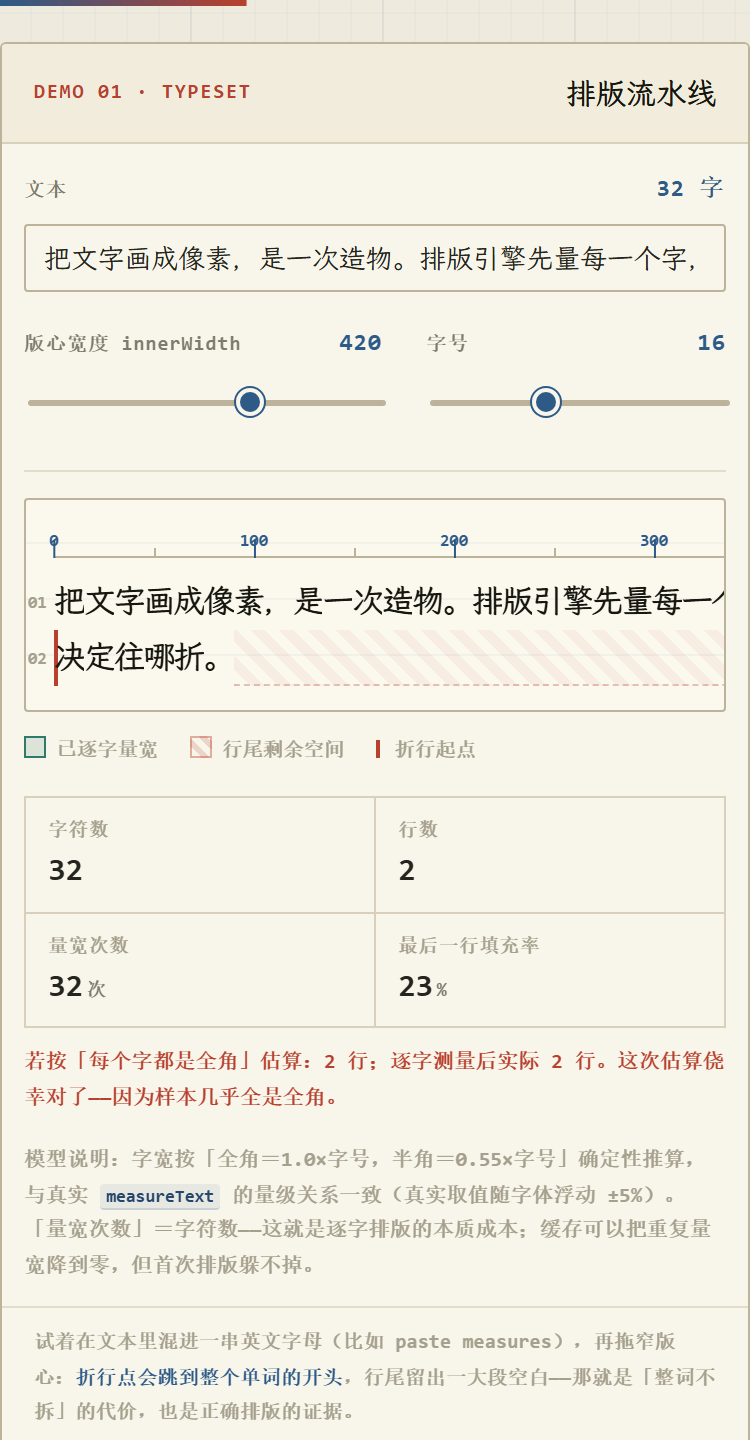 DEMO 01 · TYPESET 排版流水线
文本 32 字
把文字画成像素，是一次造物。排版引擎先量每一个字，
版心宽度 innerWidth 420 字号 16
0 100 200 300
01 把文字画成像素，是一次造物。排版引擎先量每一
02 决定往哪折。
已逐字量宽 行尾剩余空间 折行起点
字符数 行数
32 2
量宽次数 最后一行填充率
32 次 23 %
若按「每个字都是全角」估算：2 行；逐字测量后实际 2 行。这次估算侥
幸对了——因为样本几乎全是全角。
模型说明：字宽按「全角＝1.0×字号，半角＝0.55×字号」确定性推算，
与真实 measureText 的量级关系一致（真实取值随字体浮动 ±5%）。
「量宽次数」＝字符数——这就是逐字排版的本质成本；缓存可以把重复量
宽降到零，但首次排版躲不掉。
试着在文本里混进一串英文字母（比如 paste measures），再拖窄版
心：折行点会跳到整个单词的开头，行尾留出一大段空白——那就是「整词不
拆」的代价，也是正确排版的证据。